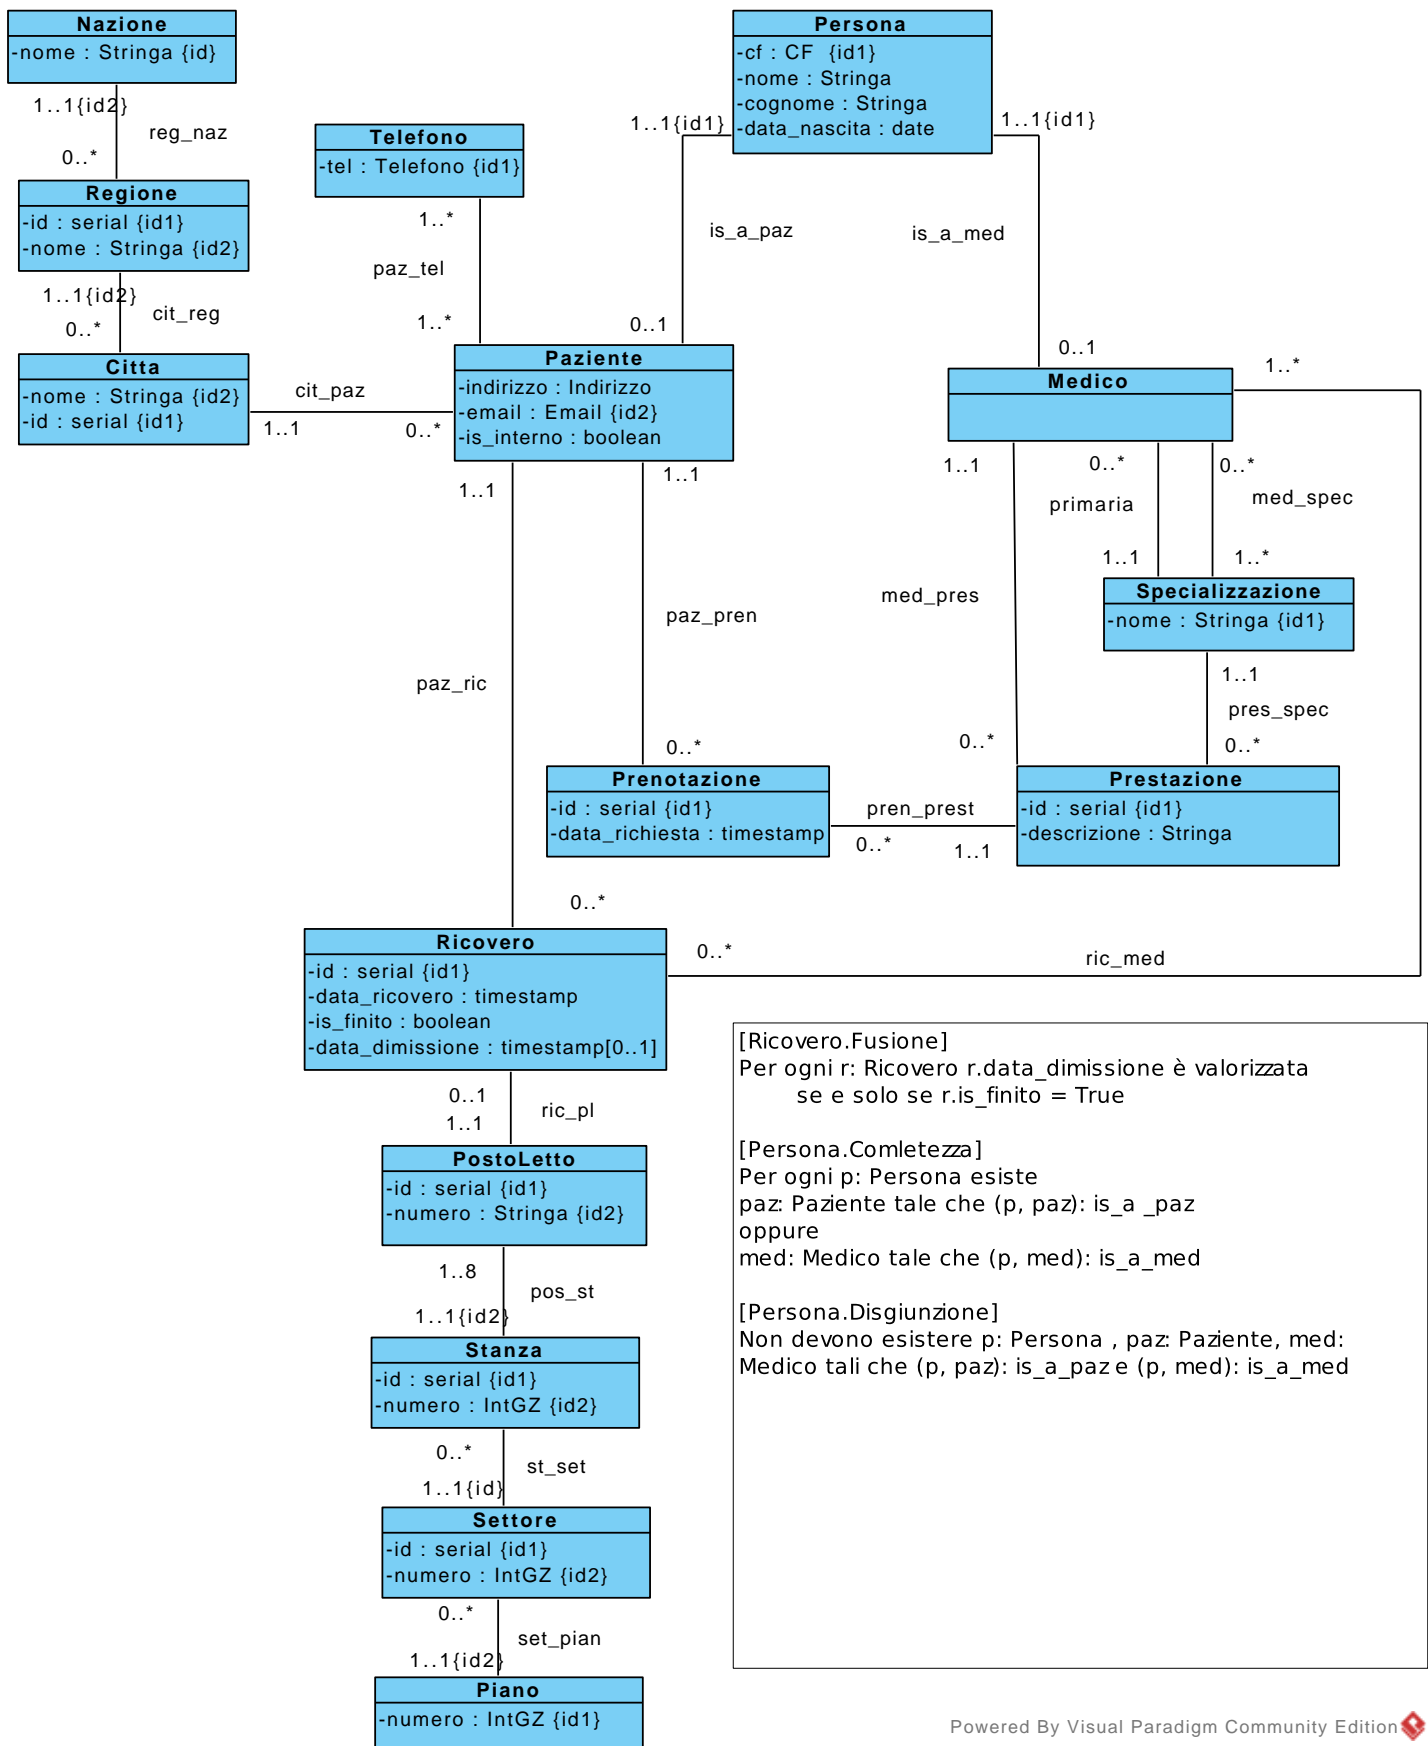 Nazione
-nome : Stringa {id}
1..1{id2}
reg_naz
0..*
Regione
-id : serial {id1}
-nome : Stringa {id2}
1..1{id2}
cit_reg
0..*
Citta
-nome : Stringa {id2}
-id : serial {id1}
cit_paz
1..1
0..*
Telefono
-tel : Telefono {id1}
1..*
paz_tel
1..*
Persona
-cf : CF {id1}
-nome : Stringa
-cognome : Stringa
-data_nascita : date
1..1{id1}
1..1{id1}
is_a_paz
is_a_med
0..1
0..1
Paziente
-indirizzo : Indirizzo
-email : Email {id2}
-is_interno : boolean
1..1
1..1
Medico
1..*
1..1
0..*
0..*
primaria
med_spec
1..1
1..*
Specializzazione
-nome : Stringa {id1}
1..1
pres_spec
0..*
med_pres
0..*
paz_pren
paz_ric
0..*
Prenotazione
-id : serial {id1}
-data_richiesta : timestamp
pren_prest
0..*
1..1
Prestazione
-id : serial {id1}
-descrizione : Stringa
0..*
Ricovero
-id : serial {id1}
-data_ricovero : timestamp
-is_finito : boolean
-data_dimissione : timestamp[0..1]
0..*
ric_med
0..1
ric_pl
1..1
PostoLetto
-id : serial {id1}
-numero : Stringa {id2}
1..8
pos_st
1..1{id2}
Stanza
-id : serial {id1}
-numero : IntGZ {id2}
0..*
st_set
1..1{id}
Settore
-id : serial {id1}
-numero : IntGZ {id2}
0..*
set_pian
1..1{id2}
Piano
-numero : IntGZ {id1}
[Ricovero.Fusione]
Per ogni r: Ricovero r.data_dimissione è valorizzata
se e solo se r.is_finito = True
[Persona.Comletezza]
Per ogni p: Persona esiste
paz: Paziente tale che (p, paz): is_a _paz
oppure
med: Medico tale che (p, med): is_a_med
[Persona.Disgiunzione]
Non devono esistere p: Persona , paz: Paziente, med:
Medico tali che (p, paz): is_a_paz e (p, med): is_a_med
Powered By Visual Paradigm Community Edition